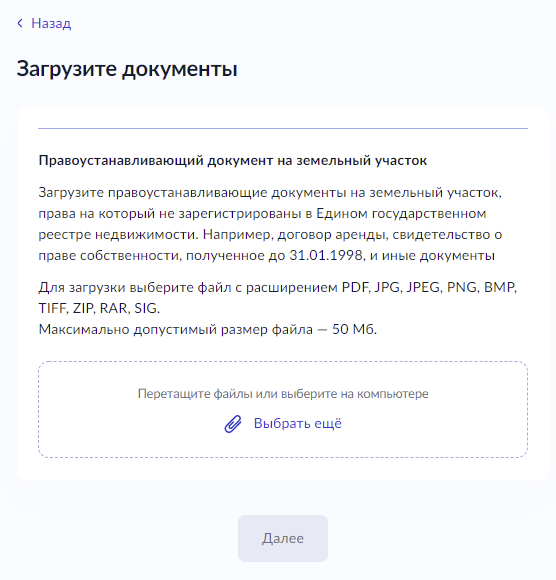 Назад
Загрузите документы
Правоустанавливающий документ на земельный участок
Загрузите правоустанавливающие документы на земельный участок,
права на который не зарегистрированы в Едином государственном
реестре недвижимости. Например, договор аренды, свидетельство о
праве собственности, полученное до 31.01.1998, и иные документы
Для загрузки выберите файл с расширением PDF, JPG, JPEG, PNG, BMP,
TIFF, ZIP, RAR, SIG.
Максимально допустимый размер файла — 50 Мб.
Перетащите файлы или выберите на компьютере
Выбрать ещё
Далее